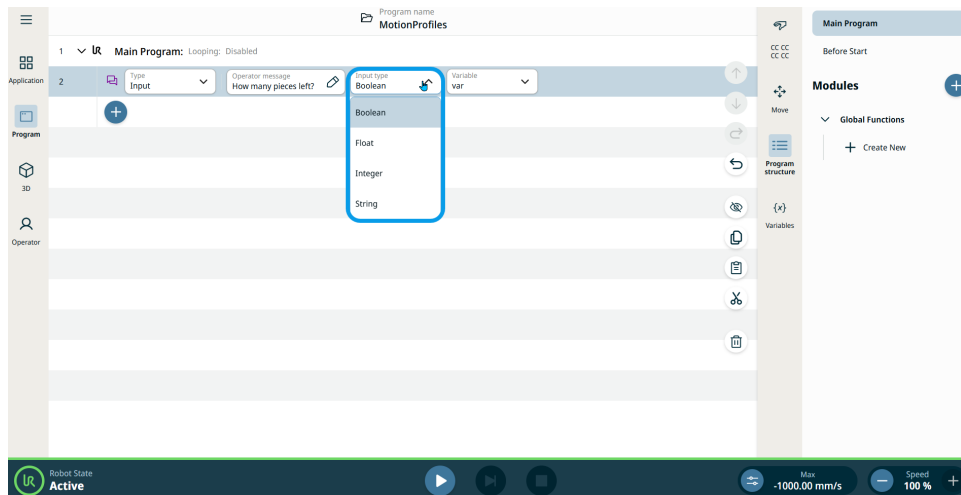 Program name
MotionProfiles
Application
Program
3D
Operator
1 Main Program: Looping: Disabled
2
Type
Input
Operator message
How many pieces left?
Input type
Boolean
Variable
var
Boolean
Float
Integer
String
CC CC
CC CC
Move
Program
structure
{x}
Variables
Main Program
Before Start
Modules
Global Functions
Create New
UR
Robot State
Active
Max
-1000.00 mm/s
Speed
100 %